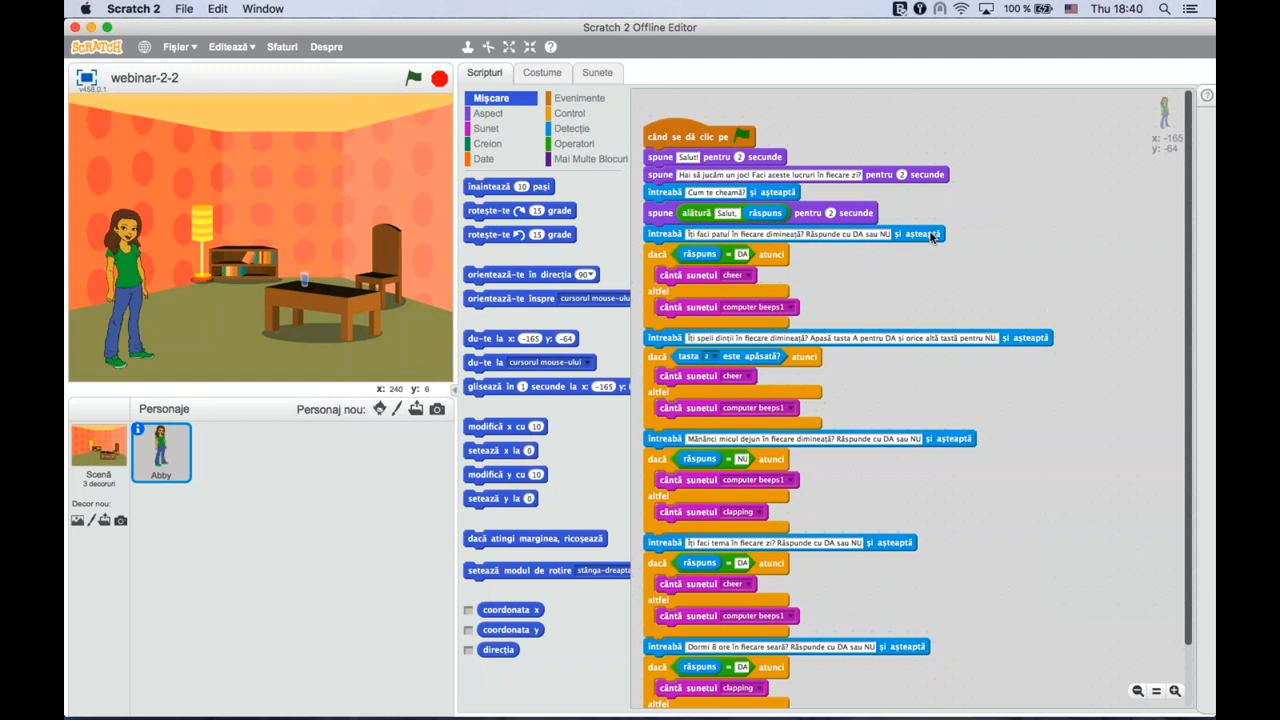 Scratch 2 File Edit Window 100 % Thu 18:40
Scratch 2 Offline Editor
SCRATCH Fișier Editează Sfaturi Despre
webinar-2-2
v458.0.1
Scripturi Costume Sunete
Mișcare Evenimente
Aspect Control
Sunet Detecție
Creion Operatori
Date Mai Multe Blocuri
înaintează 10 pași
rotește-te 15 grade
rotește-te 15 grade
orientează-te în direcția 90
orientează-te înspre cursorul mouse-ului
du-te la x: -165 y: -64
du-te la cursorul mouse-ului
glisează în 1 secunde la x: -165 y:
modifică x cu 10
setează x la 0
modifică y cu 10
setează y la 0
dacă atingi marginea, ricoșează
setează modul de rotire stânga-dreapta
coordonata x
coordonata y
direcția
x: 240 y: 6
Personaje Personaj nou:
Scenă
3 decoruri
Abby
Decor nou:
x: -165
y: -64
când se dă clic pe
spune Salut! pentru 2 secunde
spune Hai să jucăm un joc! Faci aceste lucruri în fiecare zi? pentru 2 secunde
întreabă Cum te cheamă? și așteaptă
spune alătură Salut, răspuns pentru 2 secunde
întreabă Îți faci patul în fiecare dimineață? Răspunde cu DA sau NU și așteaptă
dacă răspuns = DA atunci
cântă sunetul cheer
altfel
cântă sunetul computer beeps1
întreabă Îți speli dinții în fiecare dimineață? Apasă tasta A pentru DA și orice altă tastă pentru NU. și așteaptă
dacă tasta a este apăsată? atunci
cântă sunetul cheer
altfel
cântă sunetul computer beeps1
întreabă Mănânci micul dejun în fiecare dimineață? Răspunde cu DA sau NU și așteaptă
dacă răspuns = NU atunci
cântă sunetul computer beeps1
altfel
cântă sunetul clapping
întreabă Îți faci tema în fiecare zi? Răspunde cu DA sau NU și așteaptă
dacă răspuns = DA atunci
cântă sunetul cheer
altfel
cântă sunetul computer beeps1
întreabă Dormi 8 ore în fiecare seară? Răspunde cu DA sau NU și așteaptă
dacă răspuns = DA atunci
cântă sunetul clapping
altfel